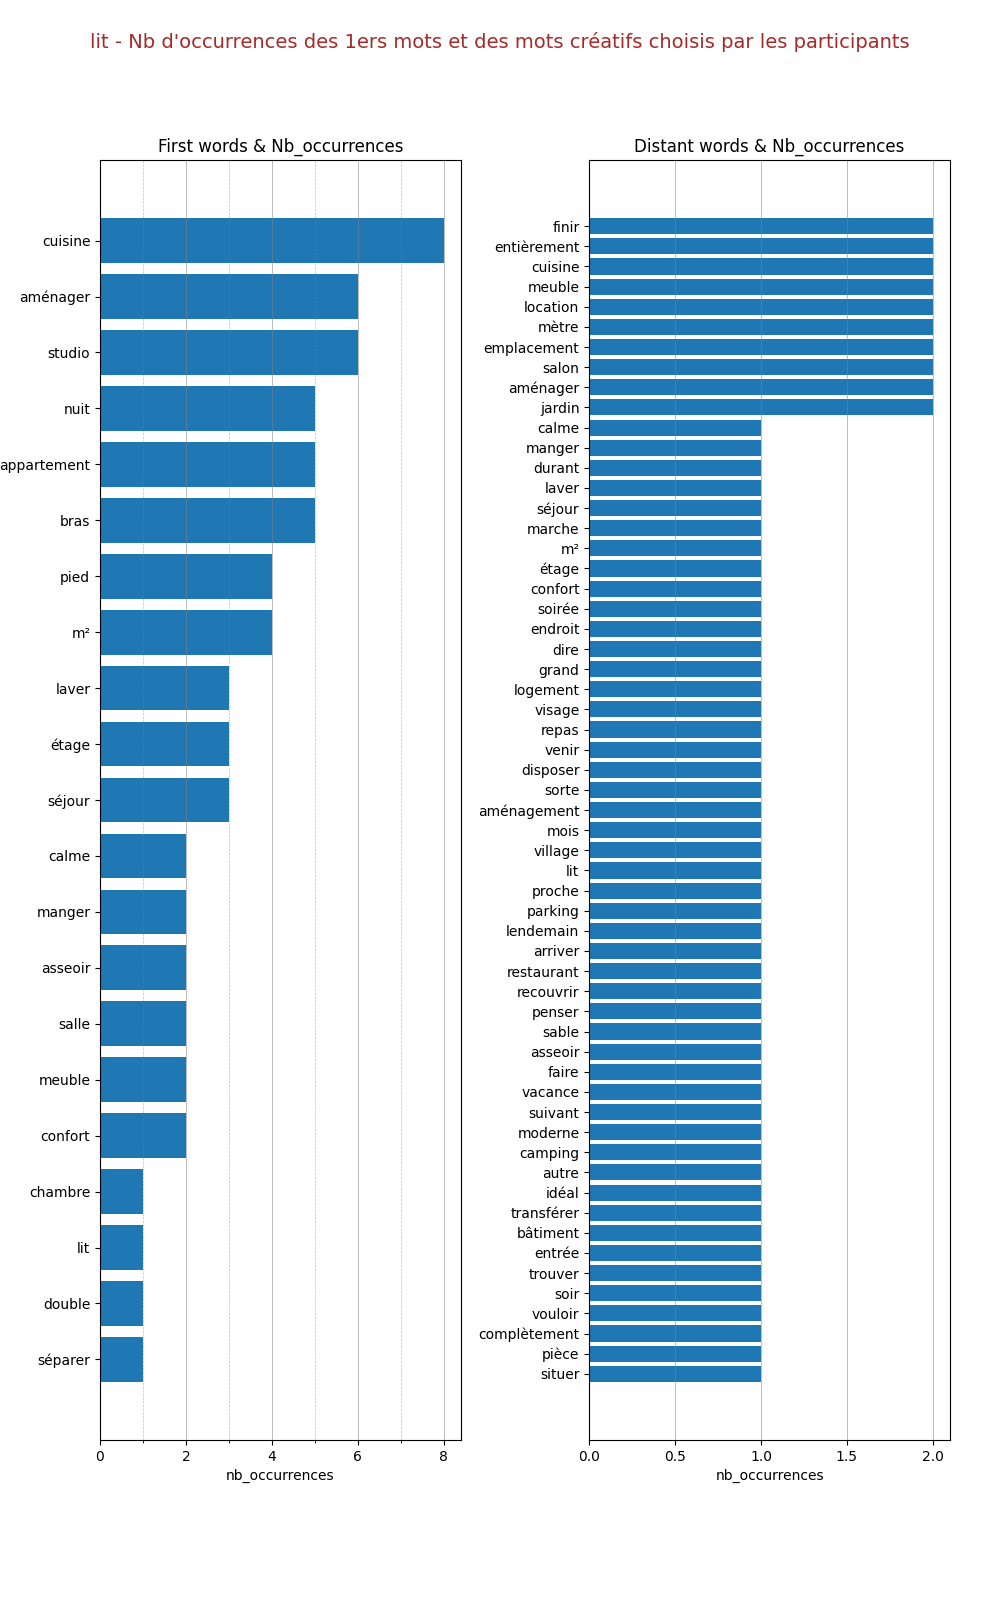 lit - Nb d'occurrences des 1ers mots et des mots créatifs choisis par les participants
First words & Nb_occurrences
cuisine
aménager
studio
nuit
appartement
bras
pied
m²
laver
étage
séjour
calme
manger
asseoir
salle
meuble
confort
chambre
lit
double
séparer
0 2 4 6 8
nb_occurrences
Distant words & Nb_occurrences
finir
entièrement
cuisine
meuble
location
mètre
emplacement
salon
aménager
jardin
calme
manger
durant
laver
séjour
marche
m²
étage
confort
soirée
endroit
dire
grand
logement
visage
repas
venir
disposer
sorte
aménagement
mois
village
lit
proche
parking
lendemain
arriver
restaurant
recouvrir
penser
sable
asseoir
faire
vacance
suivant
moderne
camping
autre
idéal
transférer
bâtiment
entrée
trouver
soir
vouloir
complètement
pièce
situer
0.0 0.5 1.0 1.5 2.0
nb_occurrences